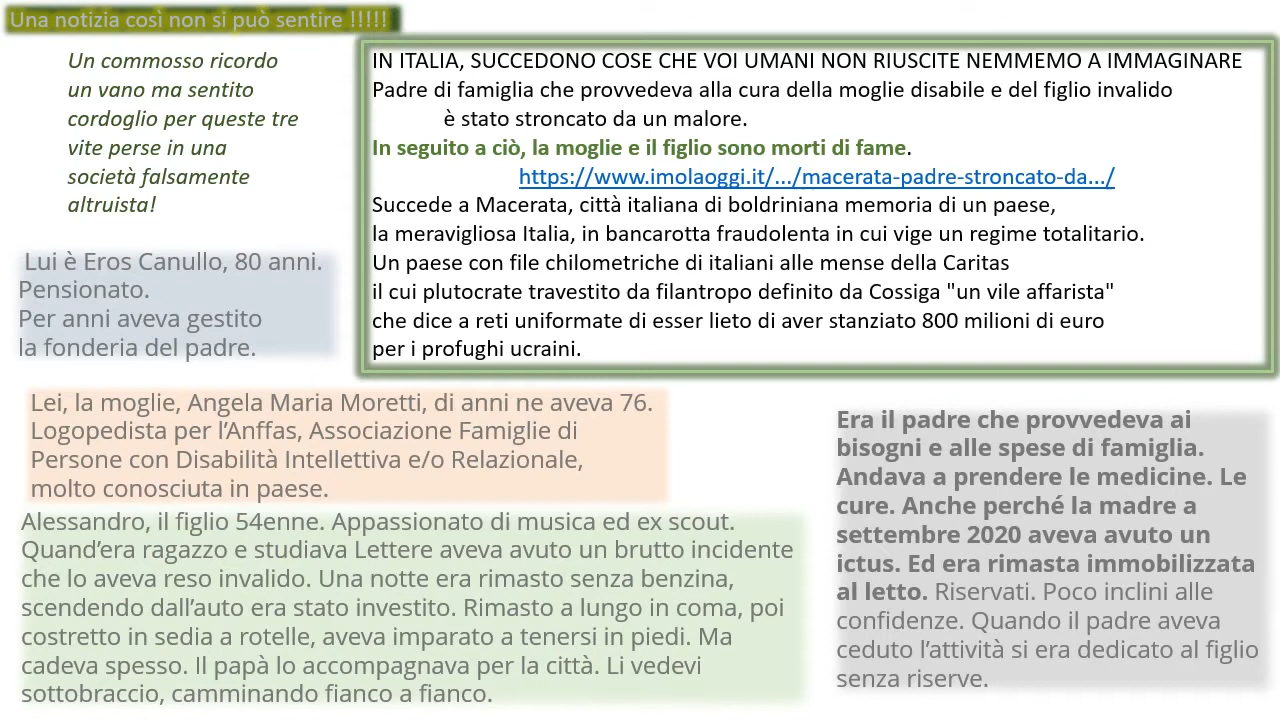 Una notizia così non si può sentire !!!!!
Un commosso ricordo
un vano ma sentito
cordoglio per queste tre
vite perse in una
società falsamente
altruista!
IN ITALIA, SUCCEDONO COSE CHE VOI UMANI NON RIUSCITE NEMMEMO A IMMAGINARE
Padre di famiglia che provvedeva alla cura della moglie disabile e del figlio invalido
è stato stroncato da un malore.
In seguito a ciò, la moglie e il figlio sono morti di fame.
https://www.imolaoggi.it/.../macerata-padre-stroncato-da.../
Succede a Macerata, città italiana di boldriniana memoria di un paese,
la meravigliosa Italia, in bancarotta fraudolenta in cui vige un regime totalitario.
Un paese con file chilometriche di italiani alle mense della Caritas
il cui plutocrate travestito da filantropo definito da Cossiga "un vile affarista"
che dice a reti uniformate di esser lieto di aver stanziato 800 milioni di euro
per i profughi ucraini.
Lui è Eros Canullo, 80 anni.
Pensionato.
Per anni aveva gestito
la fonderia del padre.
Lei, la moglie, Angela Maria Moretti, di anni ne aveva 76.
Logopedista per l’Anffas, Associazione Famiglie di
Persone con Disabilità Intellettiva e/o Relazionale,
molto conosciuta in paese.
Alessandro, il figlio 54enne. Appassionato di musica ed ex scout.
Quand’era ragazzo e studiava Lettere aveva avuto un brutto incidente
che lo aveva reso invalido. Una notte era rimasto senza benzina,
scendendo dall’auto era stato investito. Rimasto a lungo in coma, poi
costretto in sedia a rotelle, aveva imparato a tenersi in piedi. Ma
cadeva spesso. Il papà lo accompagnava per la città. Li vedevi
sottobraccio, camminando fianco a fianco.
Era il padre che provvedeva ai
bisogni e alle spese di famiglia.
Andava a prendere le medicine. Le
cure. Anche perché la madre a
settembre 2020 aveva avuto un
ictus. Ed era rimasta immobilizzata
al letto. Riservati. Poco inclini alle
confidenze. Quando il padre aveva
ceduto l’attività si era dedicato al figlio
senza riserve.